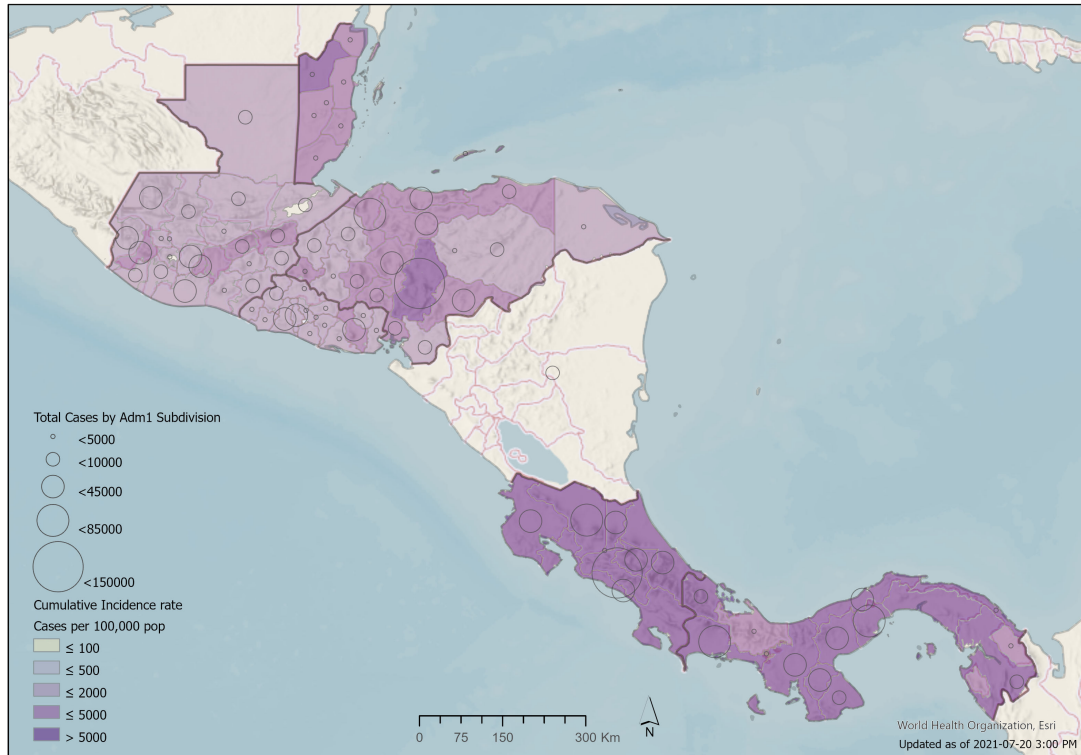 Total Cases by Adm1 Subdivision
<5000
<10000
<45000
<85000
<150000
Cumulative Incidence rate
Cases per 100,000 pop
≤ 100
≤ 500
≤ 2000
≤ 5000
> 5000
0 75 150 300 Km
N
World Health Organization, Esri
Updated as of 2021-07-20 3:00 PM